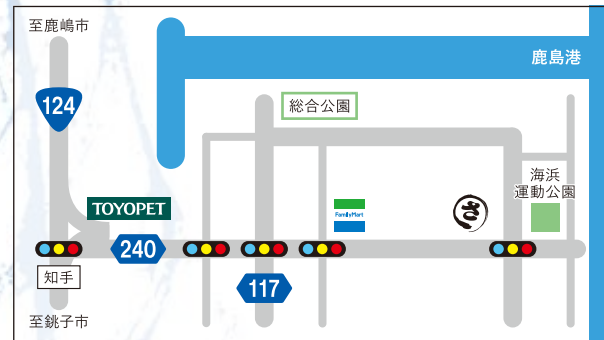 至鹿嶋市
鹿島港
124
総合公園
海浜
運動公園
TOYOPET
FamilyMart
さ
240
知手
117
至銚子市